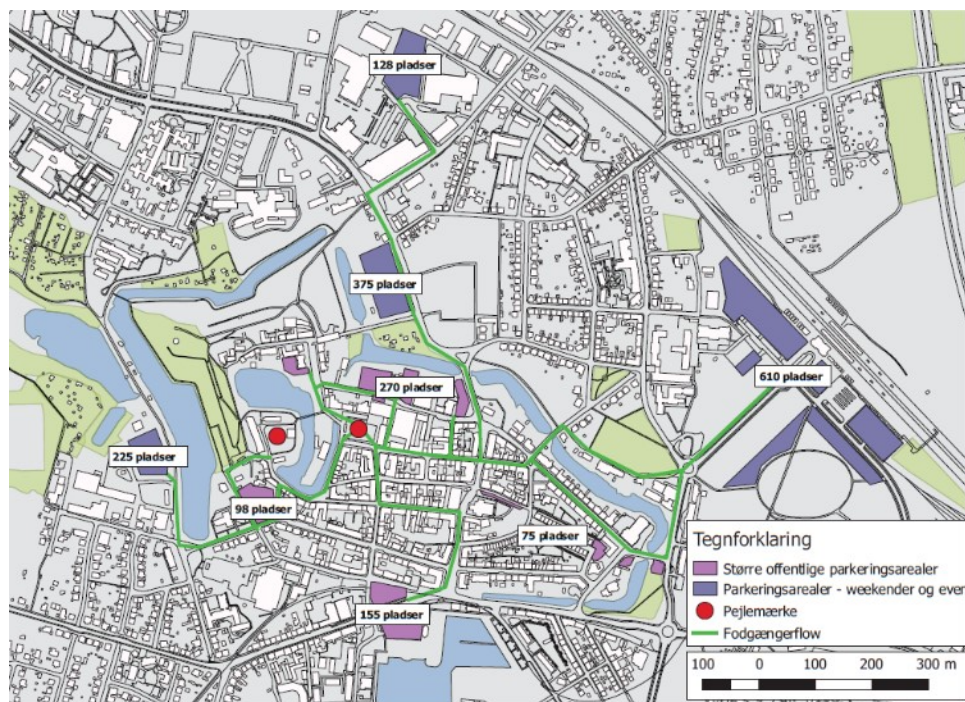 128 pladser
375 pladser
270 pladser
610 pladser
225 pladser
98 pladser
75 pladser
155 pladser
Tegnforklaring
Større offentlige parkeringsarealer
Parkeringsarealer - weekender og ever
Pejlemærke
Fodgængerflow
100 0 100 200 300 m